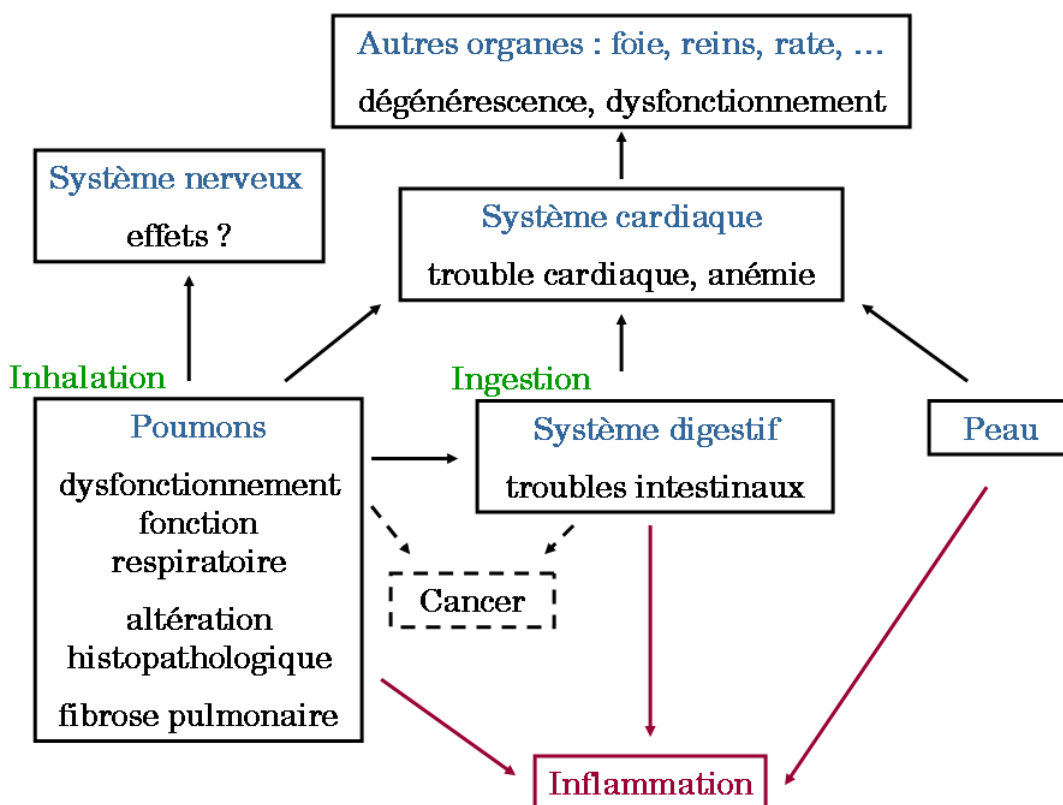 Autres organes : foie, reins, rate, ...
dégénérescence, dysfonctionnement
Système nerveux
effets ?
Système cardiaque
trouble cardiaque, anémie
Inhalation
Ingestion
Poumons
dysfonctionnement
fonction
respiratoire
altération
histopathologique
fibrose pulmonaire
Système digestif
troubles intestinaux
Peau
Cancer
Inflammation